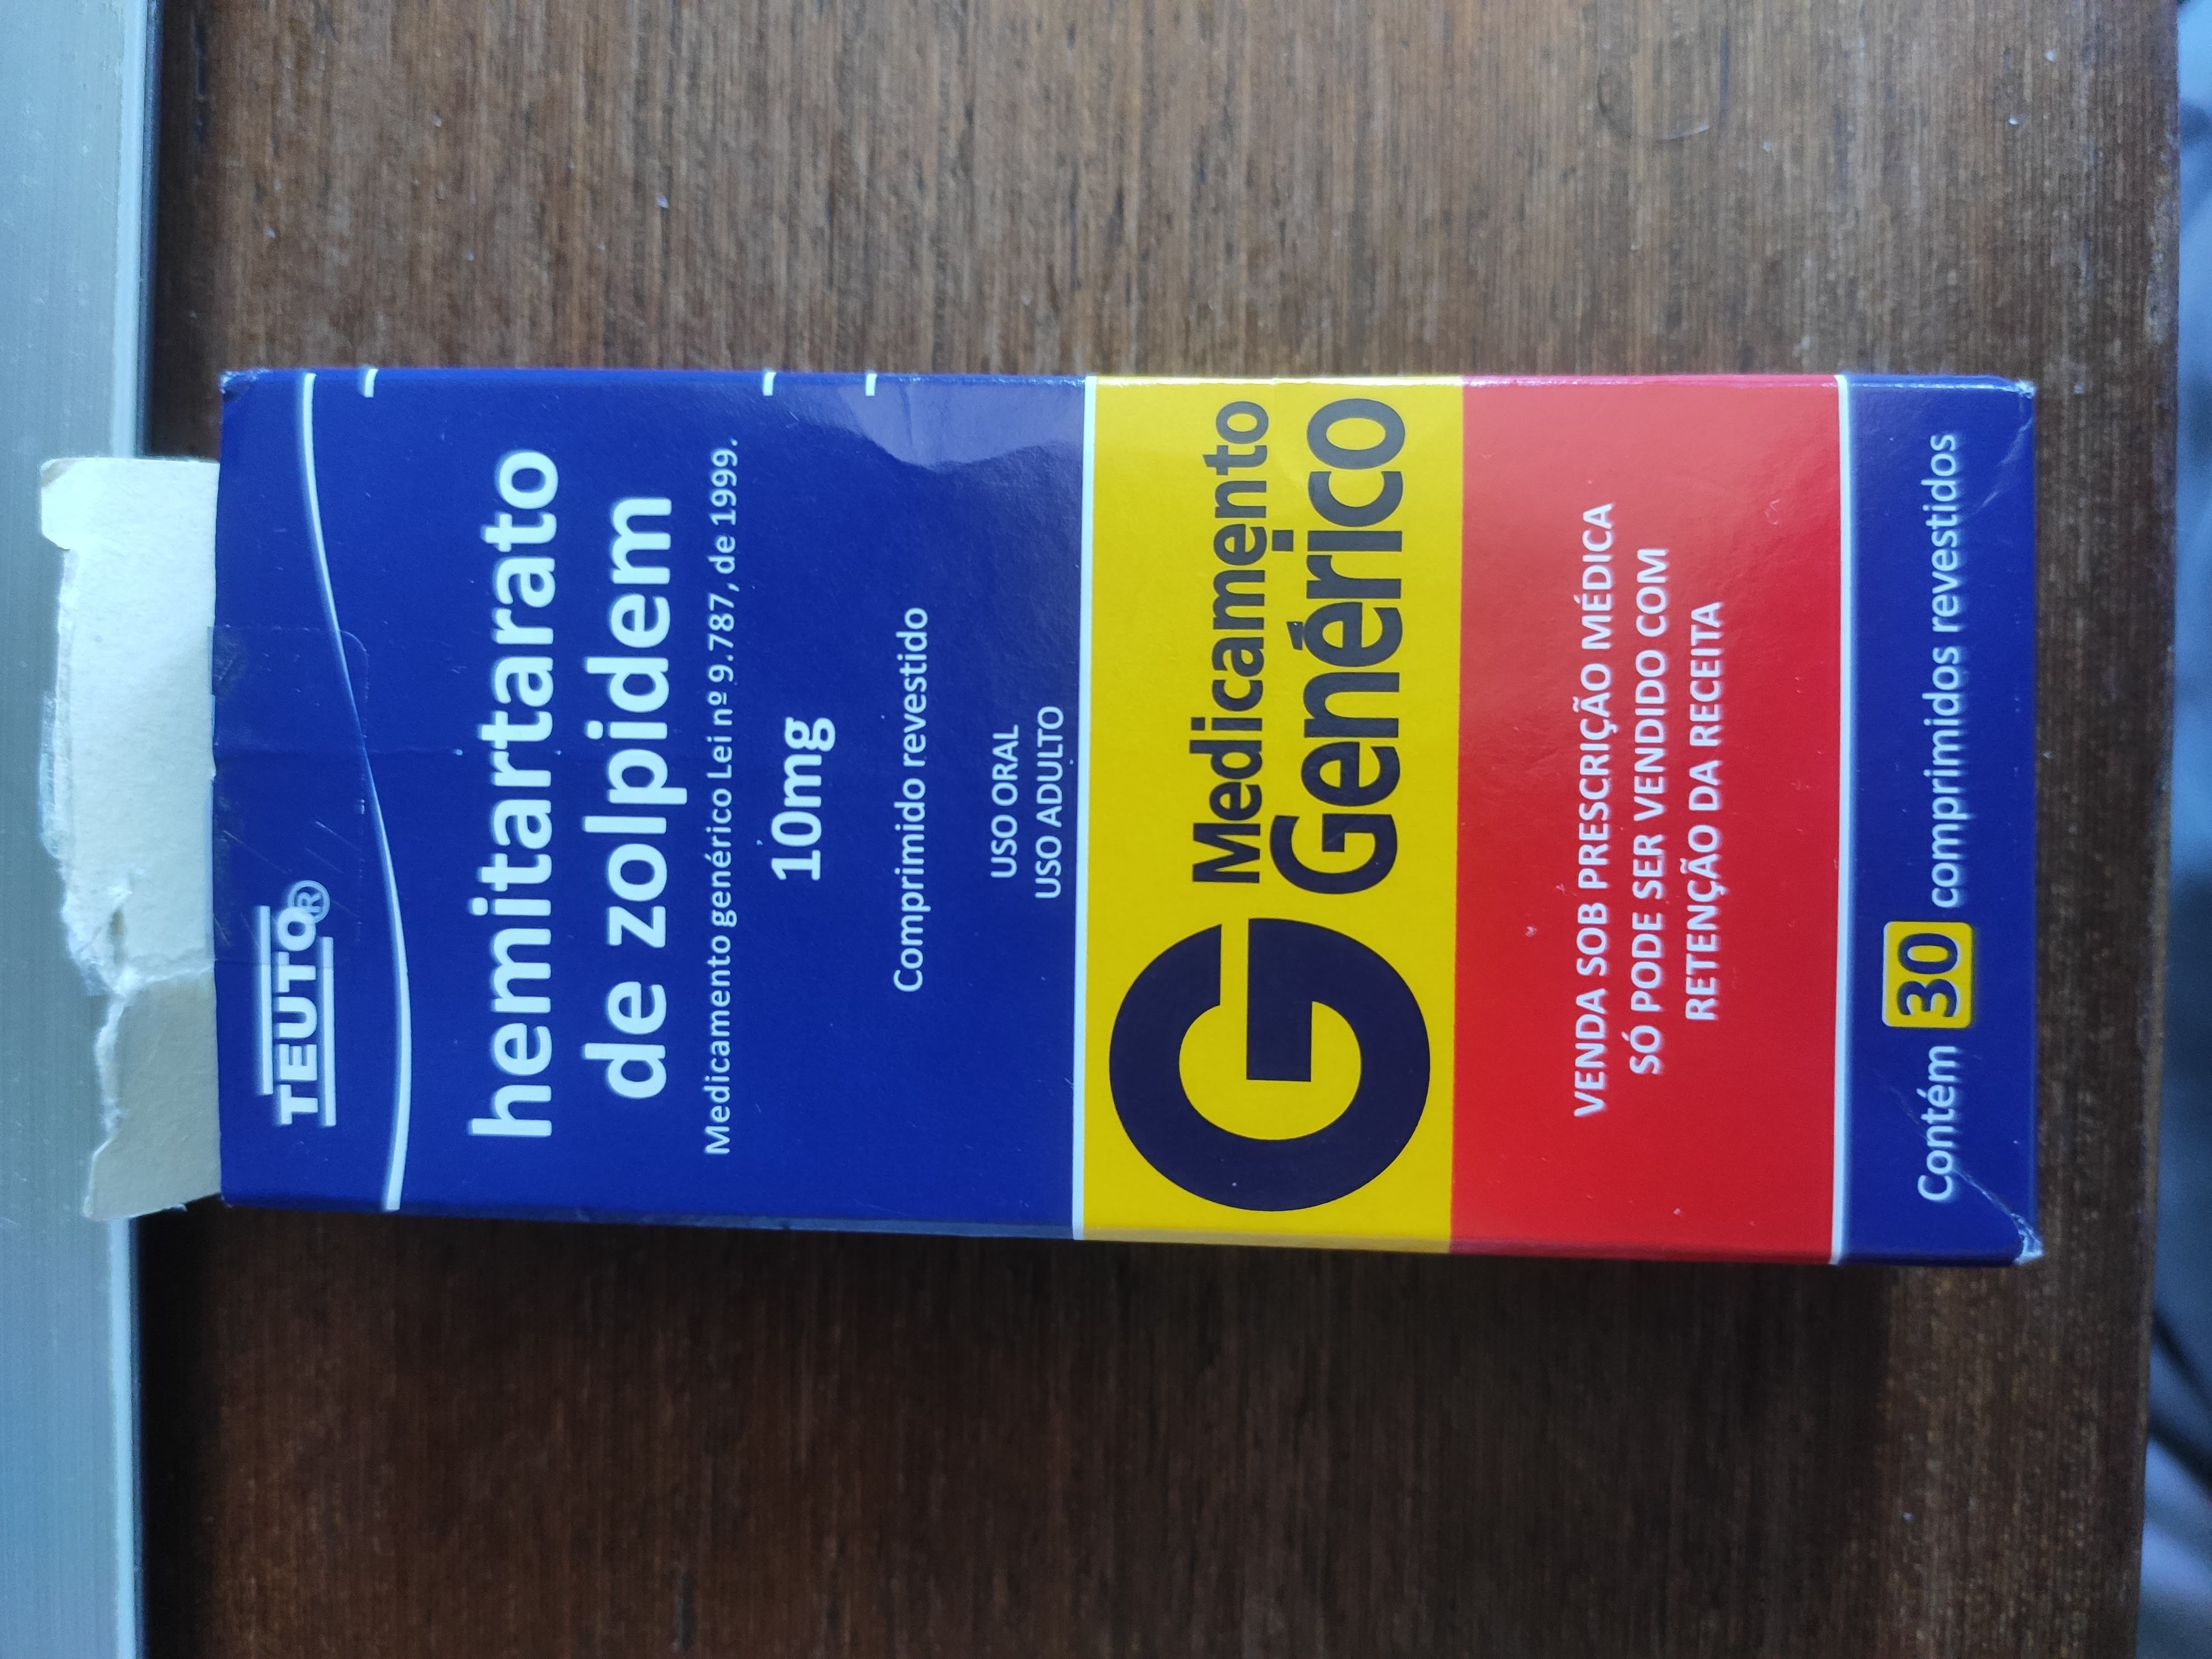 TEUTO®
hemitartarato
de zolpidem
Medicamento genérico Lei nº 9.787, de 1999.
10mg
Comprimido revestido
USO ORAL
USO ADULTO
G
Medicamento
Genérico
VENDA SOB PRESCRIÇÃO MÉDICA
SÓ PODE SER VENDIDO COM
RETENÇÃO DA RECEITA
Contém 30 comprimidos revestidos